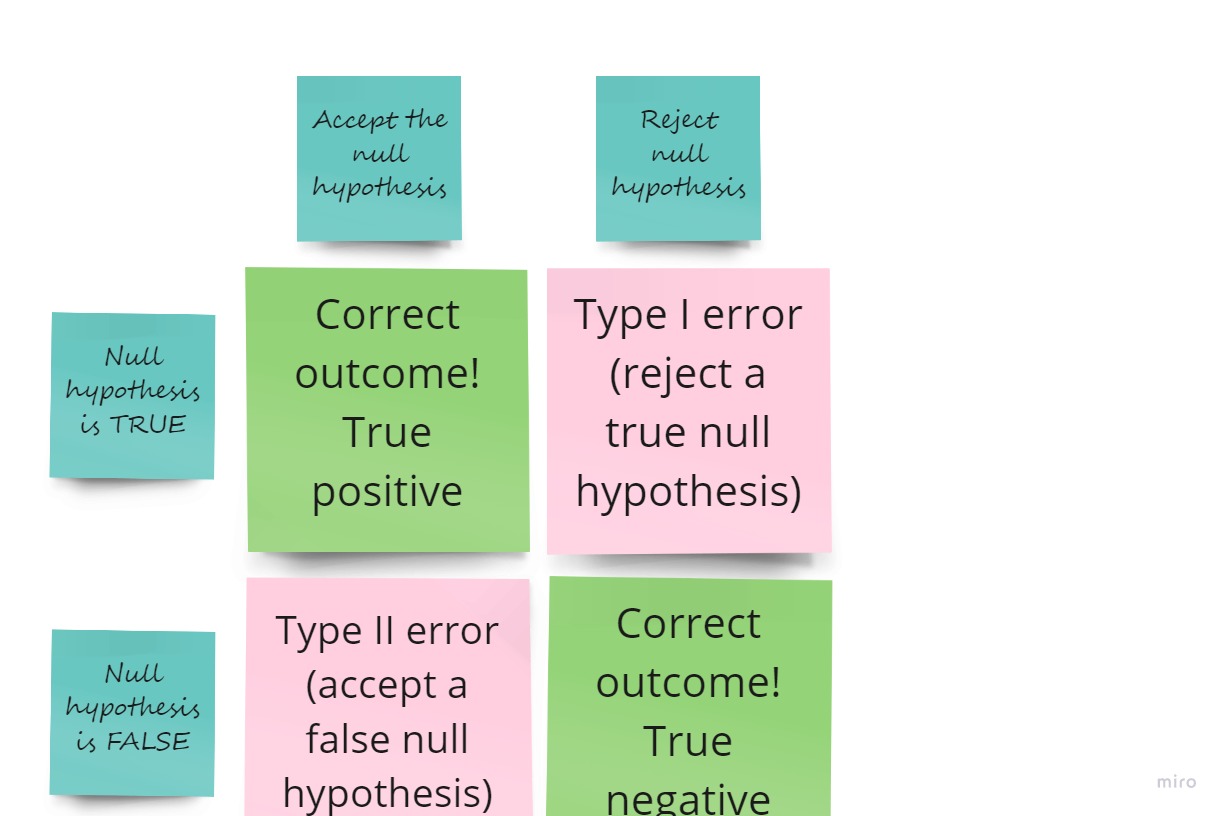 Accept the
null
hypothesis
Reject
null
hypothesis
Null
hypothesis
is TRUE
Correct
outcome!
True
positive
Type I error
(reject a
true null
hypothesis)
Null
hypothesis
is FALSE
Type II error
(accept a
false null
hypothesis)
Correct
outcome!
True
negative
miro